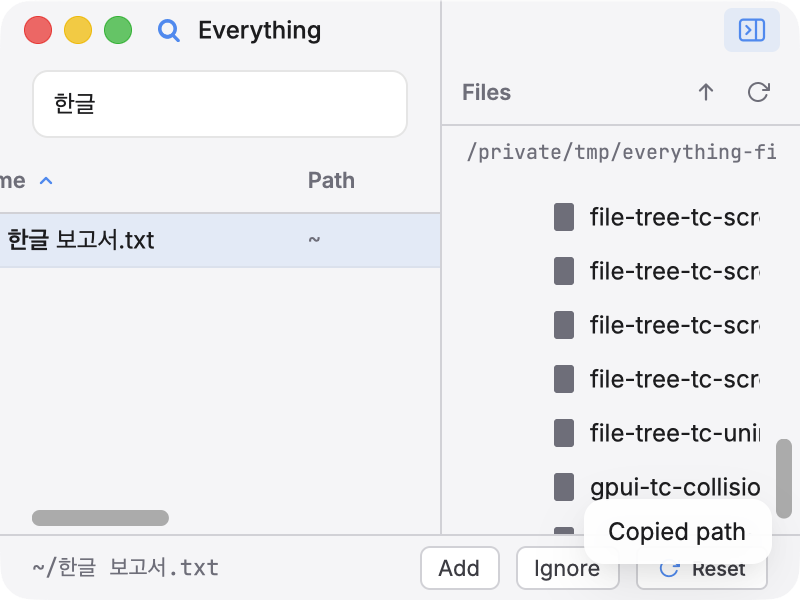 Everything
한글
me
Path
한글 보고서.txt
~
~/한글 보고서.txt
Files
/private/tmp/everything-fi
file-tree-tc-scr
file-tree-tc-scr
file-tree-tc-scr
file-tree-tc-scr
file-tree-tc-uni
gpui-tc-collisio
Copied path
Add
Ignore
Reset